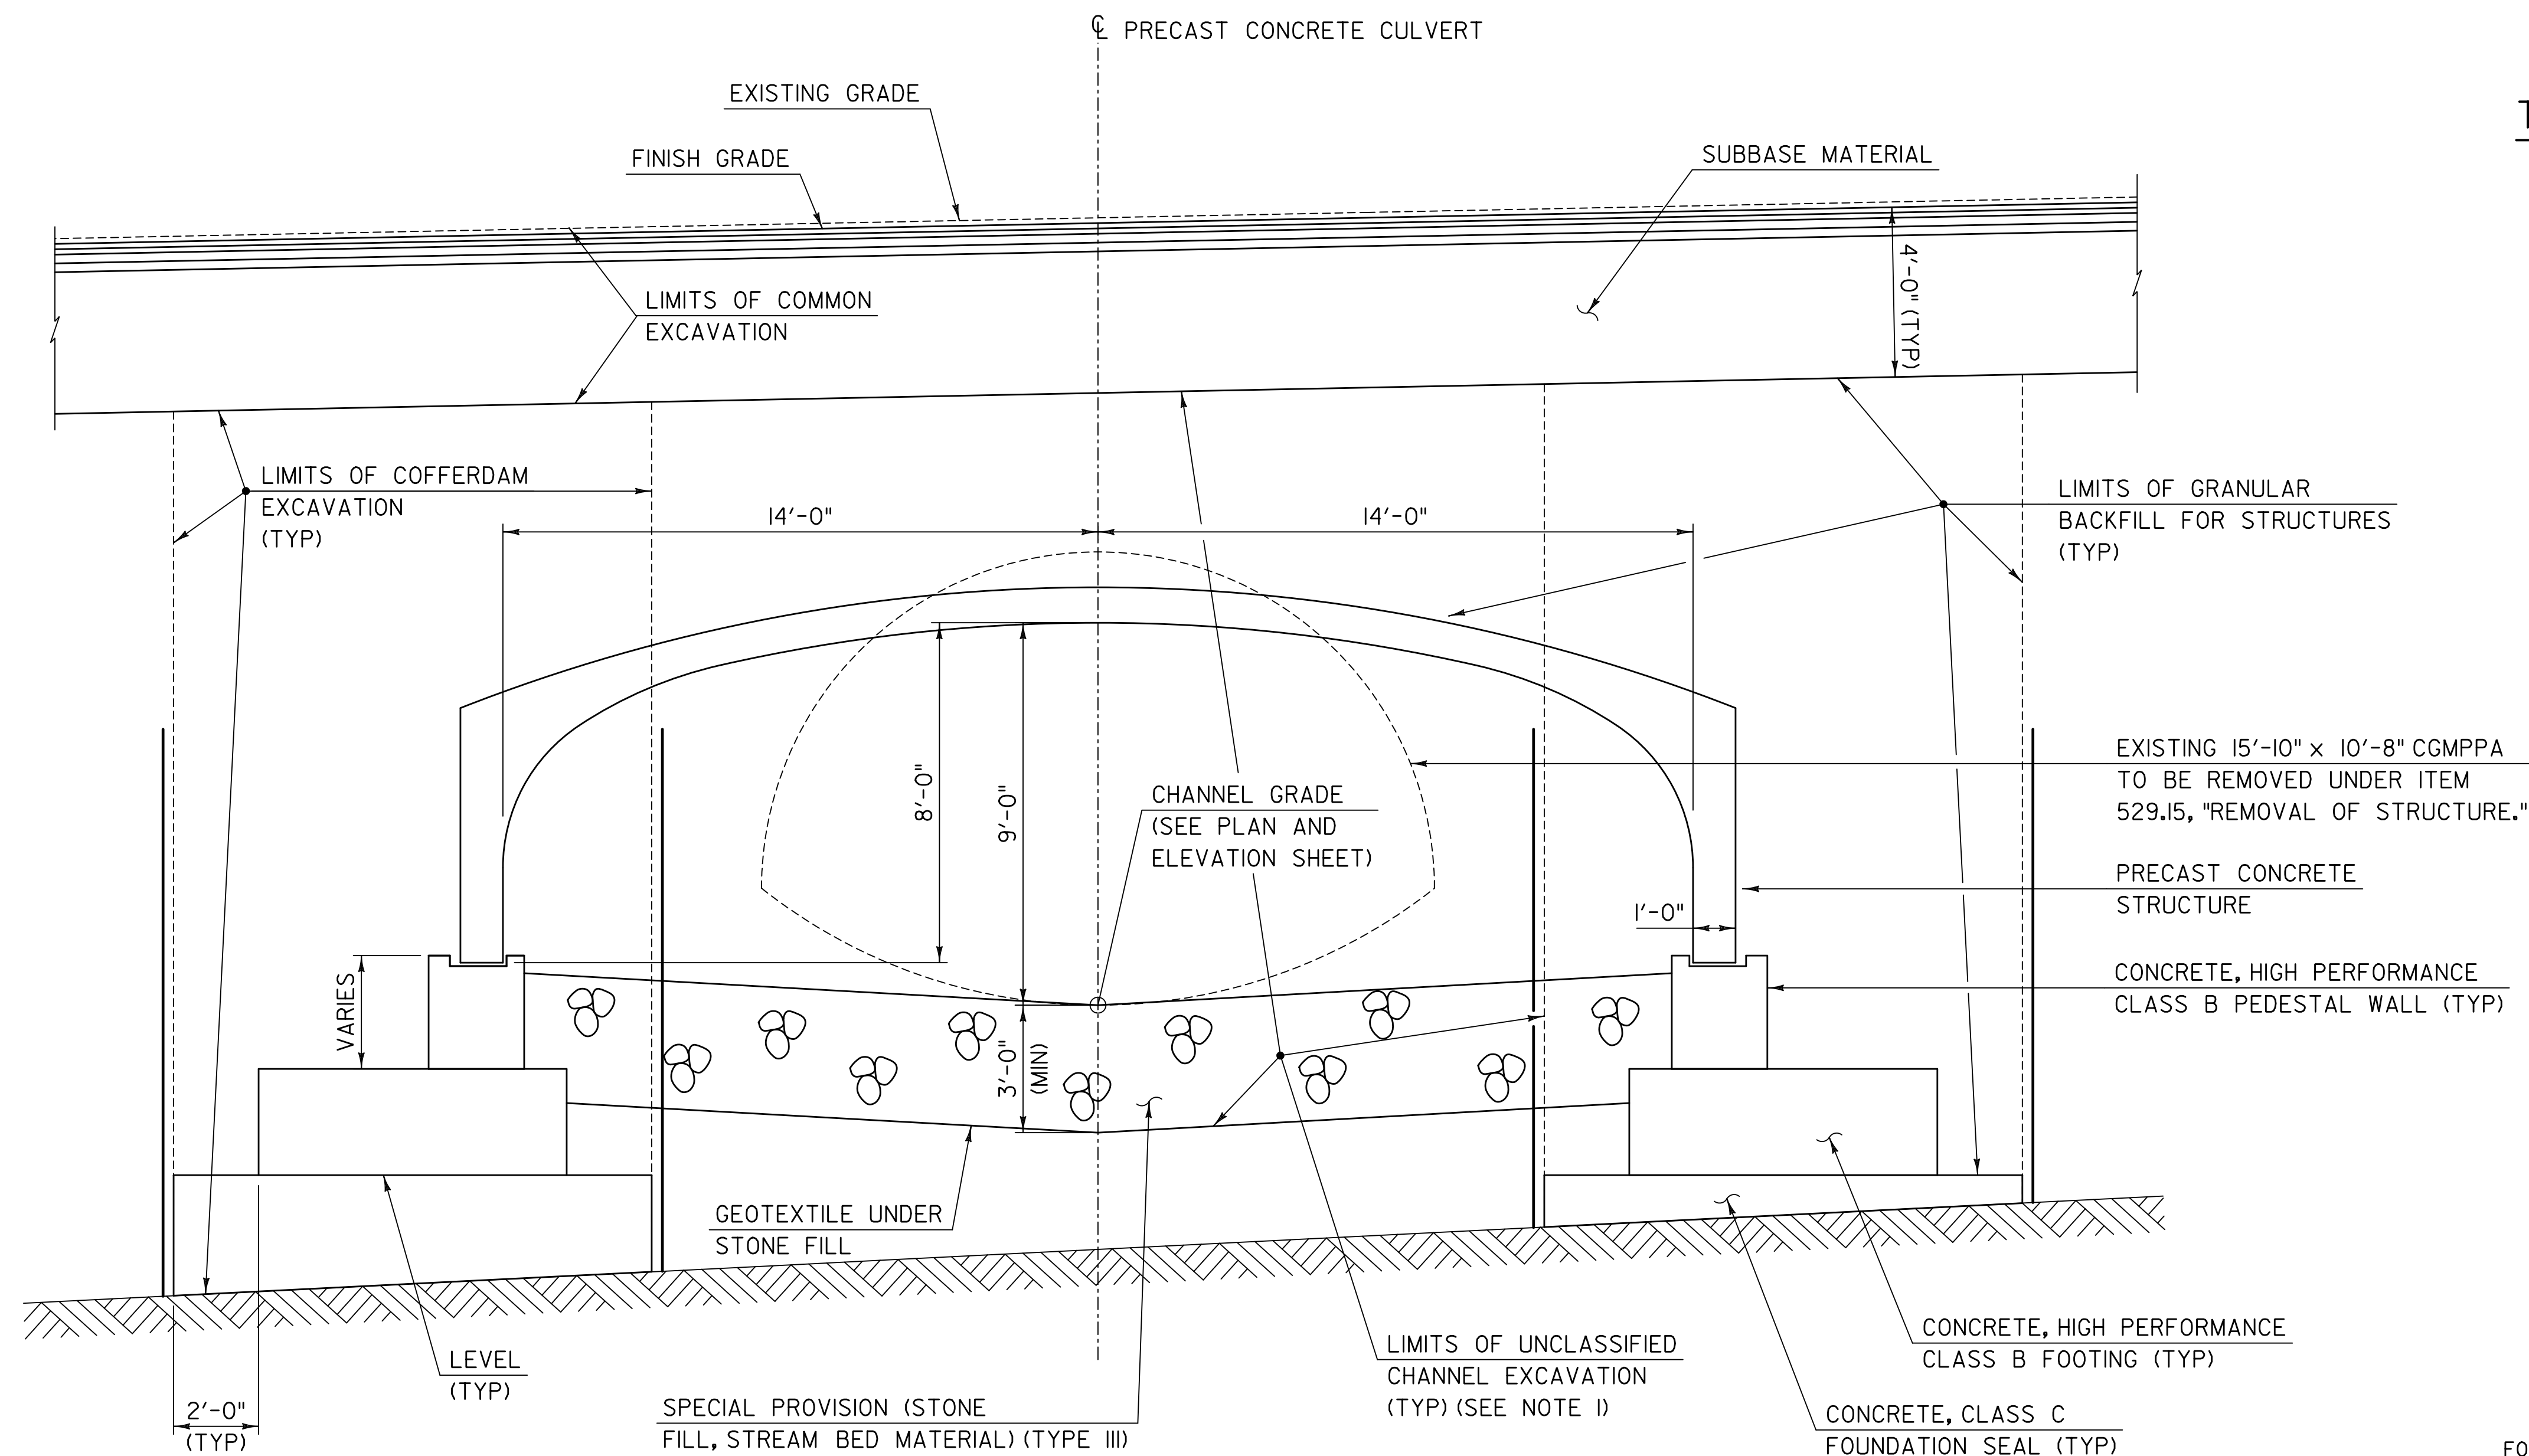 ℄ PRECAST CONCRETE CULVERT
EXISTING GRADE
FINISH GRADE
SUBBASE MATERIAL
T
LIMITS OF COMMON
EXCAVATION
4'-0" (TYP)
LIMITS OF COFFERDAM
EXCAVATION
(TYP)
14'-0"
14'-0"
LIMITS OF GRANULAR
BACKFILL FOR STRUCTURES
(TYP)
EXISTING 15'-10" x 10'-8" CGMPPA
TO BE REMOVED UNDER ITEM
529.15, "REMOVAL OF STRUCTURE."
8'-0"
9'-0"
CHANNEL GRADE
(SEE PLAN AND
ELEVATION SHEET)
PRECAST CONCRETE
STRUCTURE
1'-0"
VARIES
CONCRETE, HIGH PERFORMANCE
CLASS B PEDESTAL WALL (TYP)
3'-0"
(MIN)
GEOTEXTILE UNDER
STONE FILL
LEVEL
(TYP)
2'-0"
(TYP)
SPECIAL PROVISION (STONE
FILL, STREAM BED MATERIAL) (TYPE III)
LIMITS OF UNCLASSIFIED
CHANNEL EXCAVATION
(TYP) (SEE NOTE 1)
CONCRETE, HIGH PERFORMANCE
CLASS B FOOTING (TYP)
CONCRETE, CLASS C
FOUNDATION SEAL (TYP)
FO